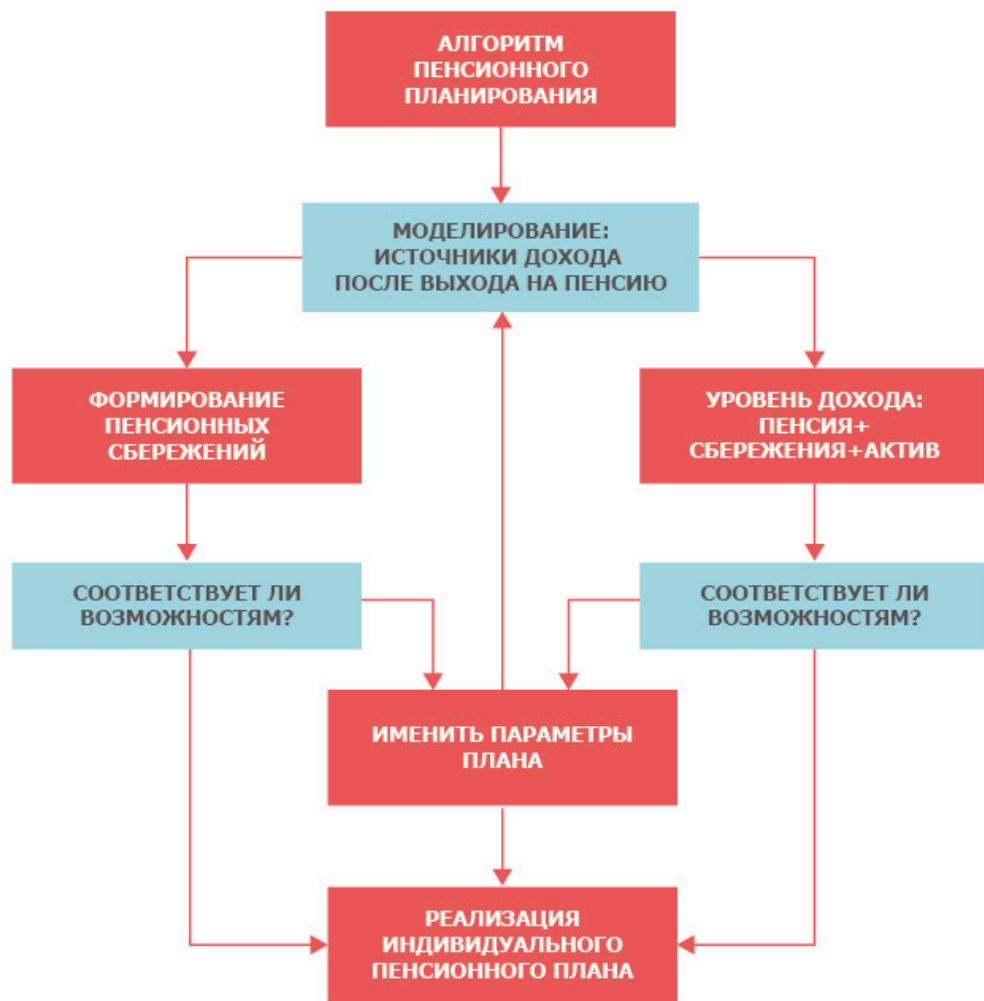 АЛГОРИТМ
ПЕНСИОННОГО
ПЛАНИРОВАНИЯ
МОДЕЛИРОВАНИЕ:
ИСТОЧНИКИ ДОХОДА
ПОСЛЕ ВЫХОДА НА ПЕНСИЮ
ФОРМИРОВАНИЕ
ПЕНСИОННЫХ
СБЕРЕЖЕНИЙ
УРОВЕНЬ ДОХОДА:
ПЕНСИЯ+
СБЕРЕЖЕНИЯ+АКТИВ
СООТВЕТСТВУЕТ ЛИ
ВОЗМОЖНОСТЯМ?
СООТВЕТСТВУЕТ ЛИ
ВОЗМОЖНОСТЯМ?
ИМЕНИТЬ ПАРАМЕТРЫ
ПЛАНА
РЕАЛИЗАЦИЯ
ИНДИВИДУАЛЬНОГО
ПЕНСИОННОГО ПЛАНА